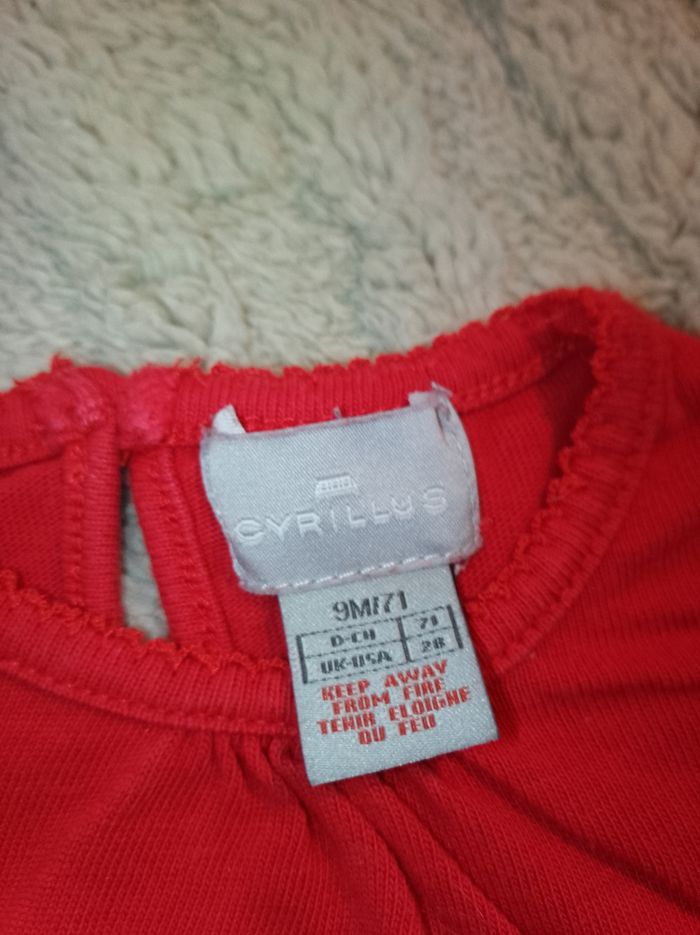 CYRILLUS
9M/71
D-CH 71
UK-USA 28
KEEP AWAY
FROM FIRE
TENIR ELOIGNE
DU FEU